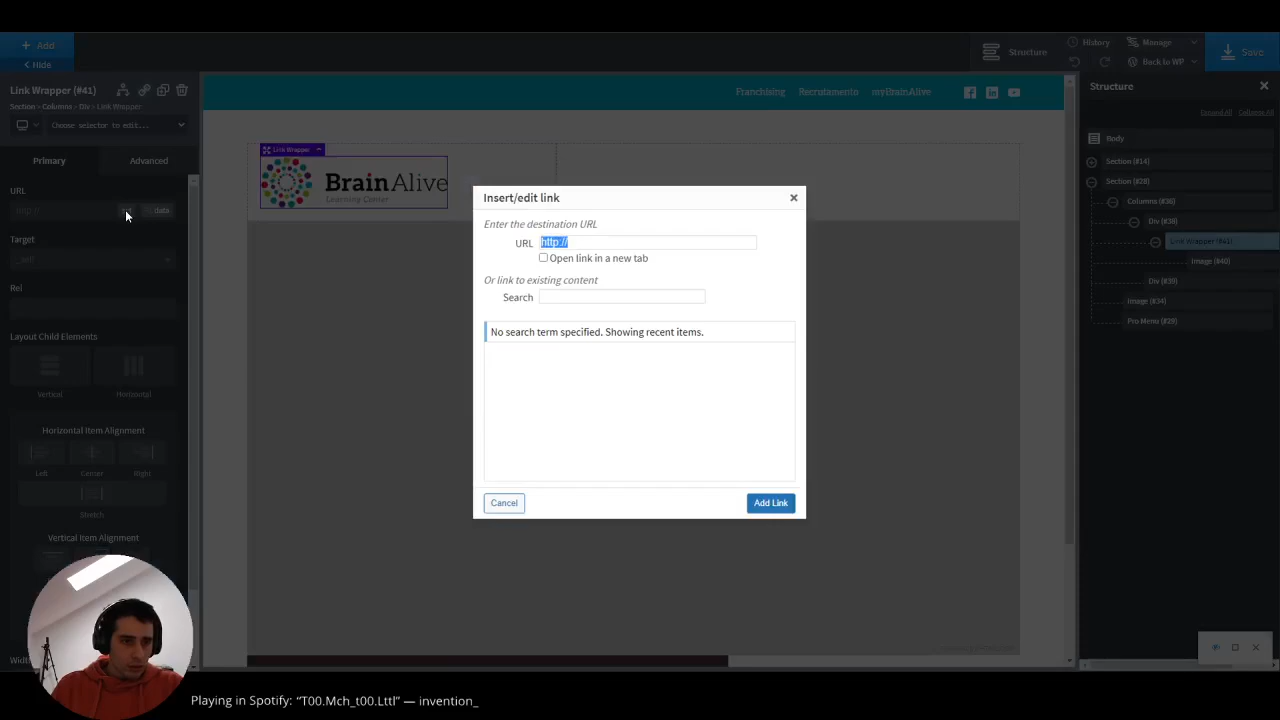 + Add
< Hide
Structure
History
Manage
Back to WP
Save
Link Wrapper (#41)
Section > Columns > Div > Link Wrapper
Choose selector to edit...
Primary
Advanced
URL
http://
set
data
Target
_self
Rel
Layout Child Elements
Vertical
Horizontal
Horizontal Item Alignment
Left
Center
Right
Stretch
Vertical Item Alignment
Franchising
Recrutamento
myBrainAlive
Link Wrapper
BrainAlive
Learning Center
Insert/edit link
Enter the destination URL
URL
http://
Open link in a new tab
Or link to existing content
Search
No search term specified. Showing recent items.
Cancel
Add Link
Structure
Expand All
Collapse All
Body
Section (#14)
Section (#28)
Columns (#36)
Div (#38)
Link Wrapper (#41)
Image (#40)
Div (#39)
Image (#34)
Pro Menu (#29)
Playing in Spotify: “T00.Mch_t00.Lttl” — invention_